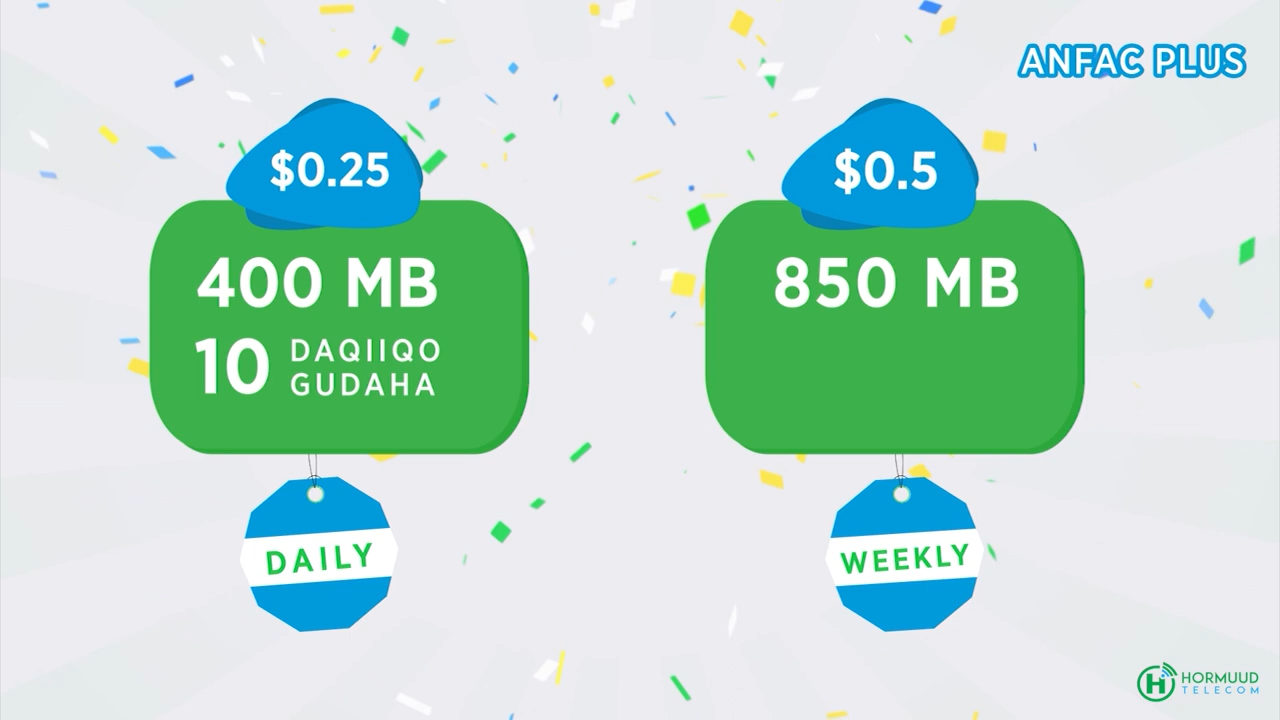 ANFAC PLUS
$0.25
400 MB
10 DAQIIQO
GUDAHA
DAILY
$0.5
850 MB
WEEKLY
HORMUUD
TELECOM